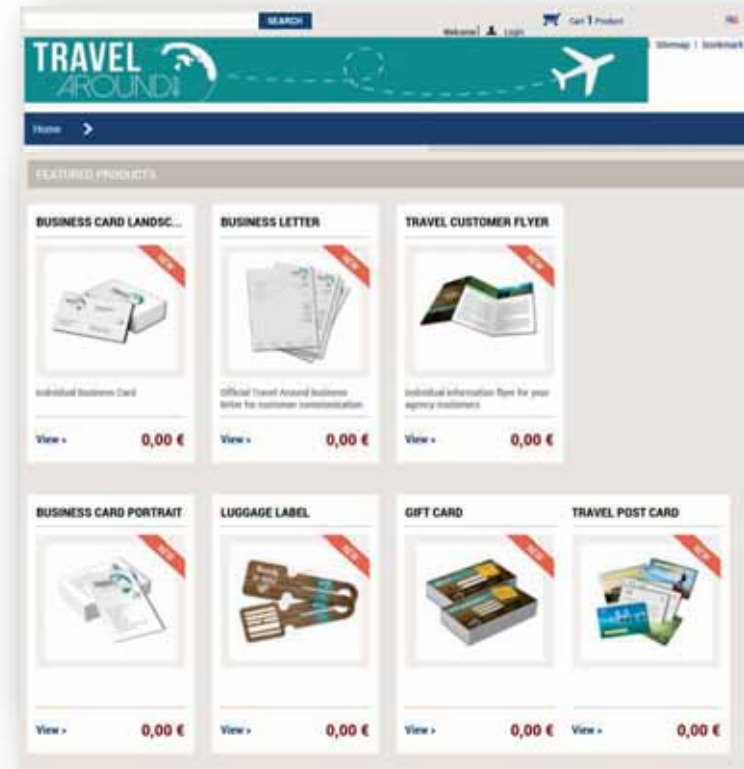 SEARCH
Welcome | Login
Cart 1 Product
Sitemap | bookmark
TRAVEL
AROUND
Home
FEATURED PRODUCTS
BUSINESS CARD LANDSC...
BUSINESS LETTER
TRAVEL CUSTOMER FLYER
NEW
NEW
NEW
Individual Business Card
Official Travel Around business
letter for customer communication
Individual information flyer for your
agency customers
View »
0,00 €
View »
0,00 €
View »
0,00 €
BUSINESS CARD PORTRAIT
LUGGAGE LABEL
GIFT CARD
TRAVEL POST CARD
NEW
NEW
NEW
NEW
View »
0,00 €
View »
0,00 €
View »
0,00 €
View »
0,00 €